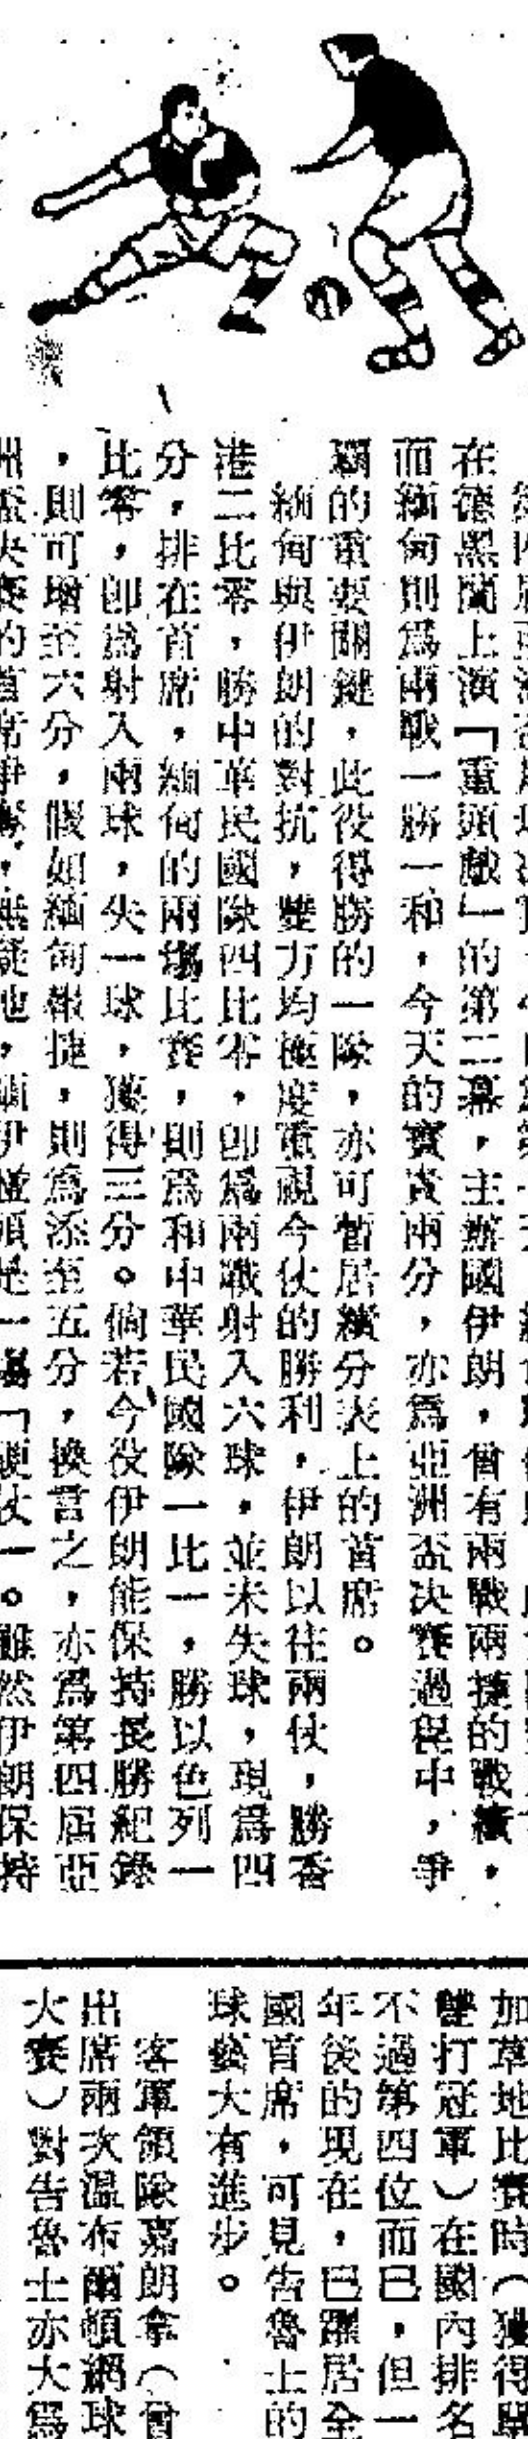 在德黑蘭上演「重頭戲」的第二幕，主辦國伊朗，曾有兩戰兩捷的戰績，
而緬甸則為兩戰一勝一和，今天的寶貴兩分，亦為亞洲盃決賽過程中，爭
霸的重要關鍵，此役得勝的一隊，亦可暫居積分表上的首席。
緬甸與伊朗的對抗，雙方均極度重視今仗的勝利，伊朗以往兩仗，勝香
港二比零，勝中華民國隊四比零，即為兩戰射入六球，並未失球，現為四
分，排在首席，緬甸的兩場比賽，則為和中華民國隊一比一，勝以色列一
比零，即為射入兩球，失一球，獲得三分。倘若今役伊朗能保持長勝紀錄
，則可增至六分，假如緬甸報捷，則為添至五分，換言之，亦為第四屆亞
洲盃決賽的首席爭奪，無疑地，緬伊碰頭是一場「硬仗」。雖然伊朗保持
加草地比賽時（獲得單
雙打冠軍）在國內排名
不過第四位而已，但一
年後的現在，已躍居全
國首席，可見告魯士的
球藝大有進步。
客軍領隊嘉朗拿（曾
出席兩次溫布爾頓網球
大賽）對告魯士亦大為